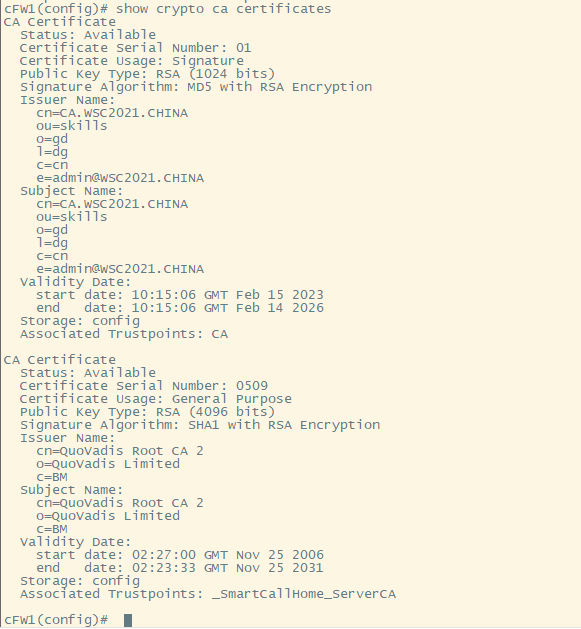 cFW1(config)# show crypto ca certificates
CA Certificate
  Status: Available
  Certificate Serial Number: 01
  Certificate Usage: Signature
  Public Key Type: RSA (1024 bits)
  Signature Algorithm: MD5 with RSA Encryption
  Issuer Name:
    cn=CA.WSC2021.CHINA
    ou=skills
    o=gd
    l=dg
    c=cn
    e=admin@WSC2021.CHINA
  Subject Name:
    cn=CA.WSC2021.CHINA
    ou=skills
    o=gd
    l=dg
    c=cn
    e=admin@WSC2021.CHINA
  Validity Date:
    start date: 10:15:06 GMT Feb 15 2023
    end   date: 10:15:06 GMT Feb 14 2026
  Storage: config
  Associated Trustpoints: CA

CA Certificate
  Status: Available
  Certificate Serial Number: 0509
  Certificate Usage: General Purpose
  Public Key Type: RSA (4096 bits)
  Signature Algorithm: SHA1 with RSA Encryption
  Issuer Name:
    cn=QuoVadis Root CA 2
    o=QuoVadis Limited
    c=BM
  Subject Name:
    cn=QuoVadis Root CA 2
    o=QuoVadis Limited
    c=BM
  Validity Date:
    start date: 02:27:00 GMT Nov 25 2006
    end   date: 02:23:33 GMT Nov 25 2031
  Storage: config
  Associated Trustpoints: _SmartCallHome_ServerCA

cFW1(config)#